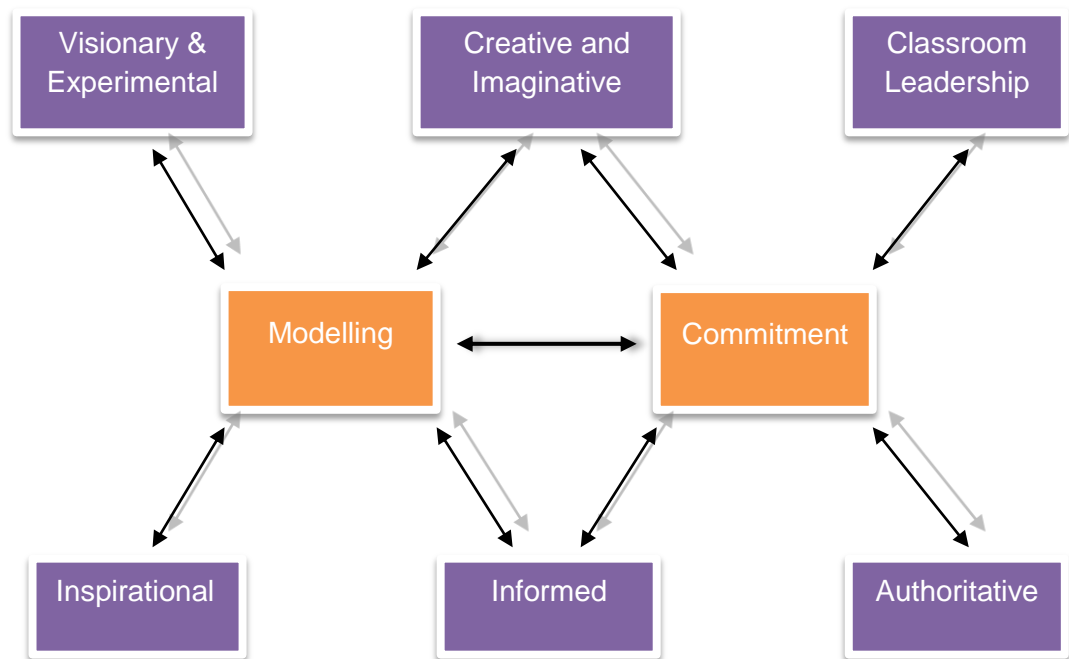 Visionary &
Experimental
Creative and
Imaginative
Classroom
Leadership
Modelling
Commitment
Inspirational
Informed
Authoritative